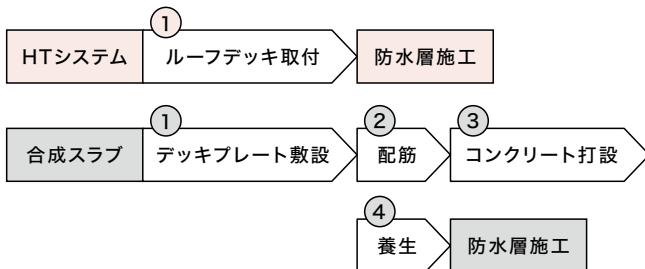 ①
HTシステム ルーフデッキ取付 防水層施工
① ② ③
合成スラブ デッキプレート敷設 配筋 コンクリート打設
④
養生 防水層施工